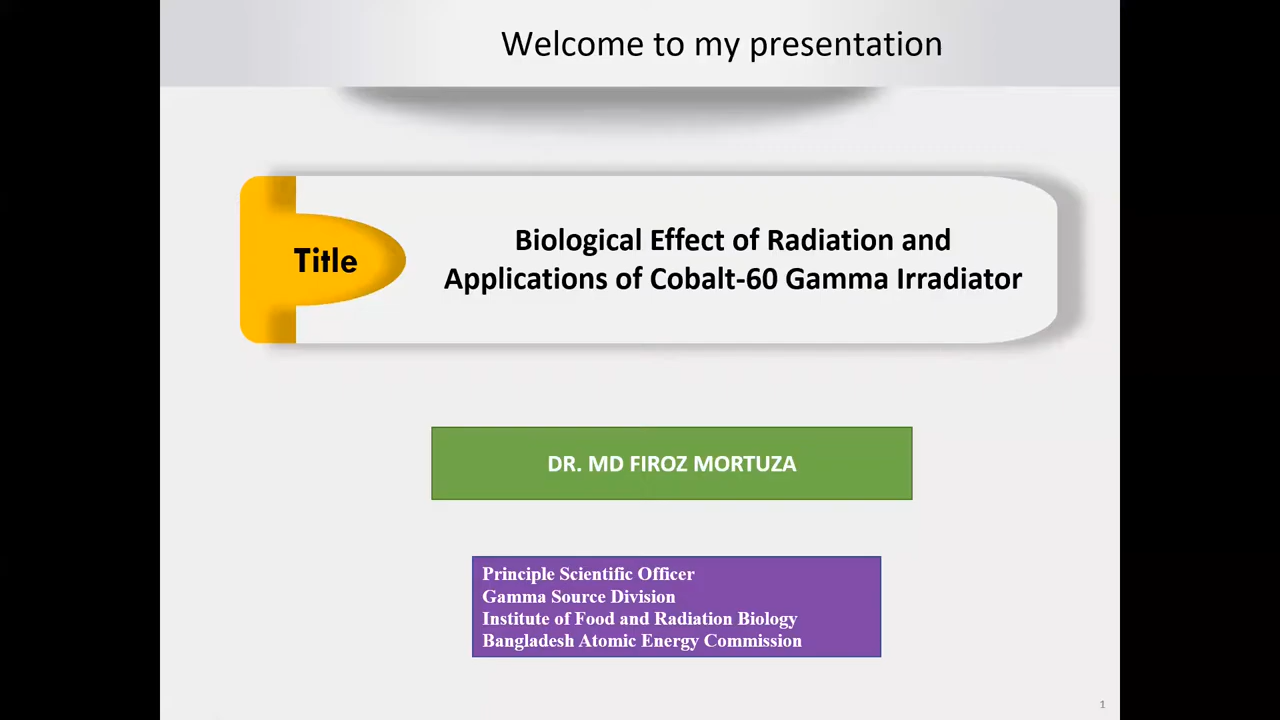 Welcome to my presentation
Title
Biological Effect of Radiation and
Applications of Cobalt-60 Gamma Irradiator
DR. MD FIROZ MORTUZA
Principle Scientific Officer
Gamma Source Division
Institute of Food and Radiation Biology
Bangladesh Atomic Energy Commission
1